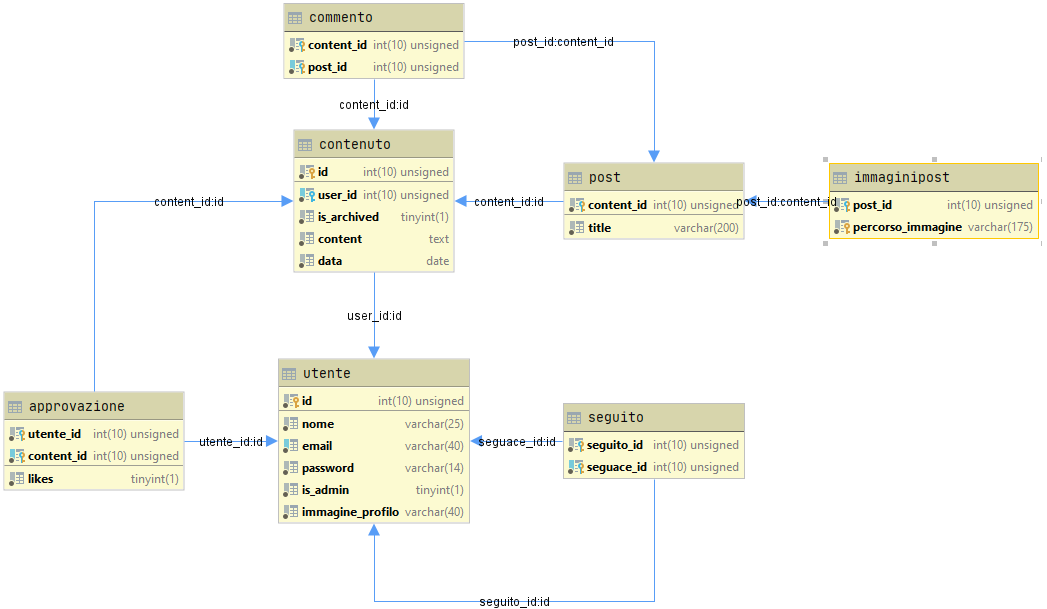 commento
content_id int(10) unsigned
post_id int(10) unsigned
post_id:content_id
content_id:id
contenuto
id int(10) unsigned
user_id int(10) unsigned
is_archived tinyint(1)
content text
data date
content_id:id
content_id:id
post
content_id int(10) unsigned
title varchar(200)
post_id:content_id
immaginipost
post_id int(10) unsigned
percorso_immagine varchar(175)
user_id:id
utente
id int(10) unsigned
nome varchar(25)
email varchar(40)
password varchar(14)
is_admin tinyint(1)
immagine_profilo varchar(40)
approvazione
utente_id int(10) unsigned
content_id int(10) unsigned
likes tinyint(1)
utente_id:id
seguace_id:id
seguito
seguito_id int(10) unsigned
seguace_id int(10) unsigned
seguito_id:id